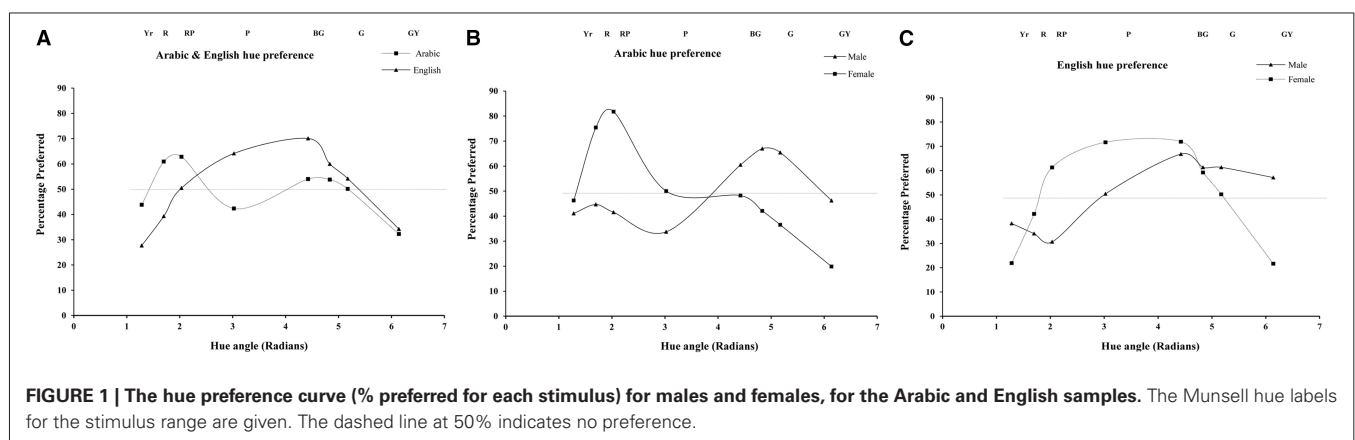 A
Yr R RP P BG G GY
Arabic & English hue preference
Arabic
English
Percentage Preferred
90
80
70
60
50
40
30
20
10
0
0 1 2 3 4 5 6 7
Hue angle (Radians)
B
Yr R RP P BG G GY
Arabic hue preference
Male
Female
Percentage Preferred
90
80
70
60
50
40
30
20
10
0
0 1 2 3 4 5 6 7
Hue angle (Radians)
C
Yr R RP P BG G GY
English hue preference
Male
Female
Percentage Preferred
90
80
70
60
50
40
30
20
10
0
0 1 2 3 4 5 6 7
Hue angle (Radians)
FIGURE 1 | The hue preference curve (% preferred for each stimulus) for males and females, for the Arabic and English samples. The Munsell hue labels
for the stimulus range are given. The dashed line at 50% indicates no preference.